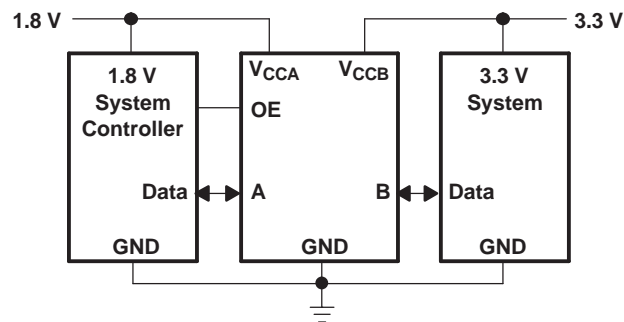 1.8 V
3.3 V
1.8 V
System
Controller
Data
GND
VCCA
VCCB
OE
A
B
GND
3.3 V
System
Data
GND